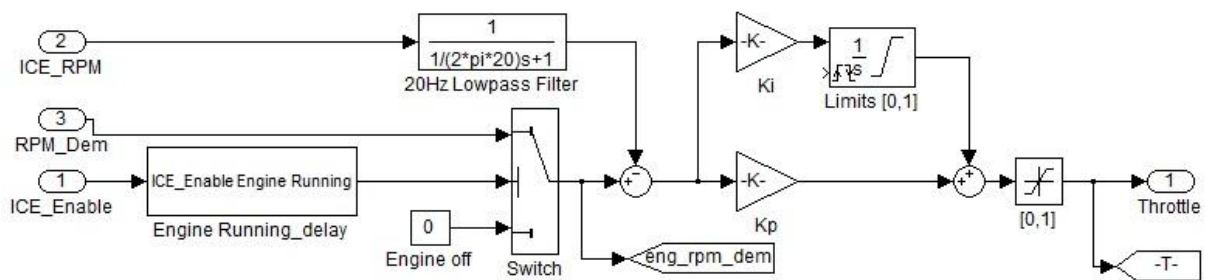 2
ICE_RPM
1
1/(2*pi*20)s+1
20Hz Lowpass Filter
3
RPM_Dem
1
ICE_Enable
ICE_Enable Engine Running
Engine Running_delay
0
Engine off
Switch
eng_rpm_dem
-K-
Ki
1
s
Limits [0,1]
-K-
Kp
[0,1]
1
Throttle
-T-